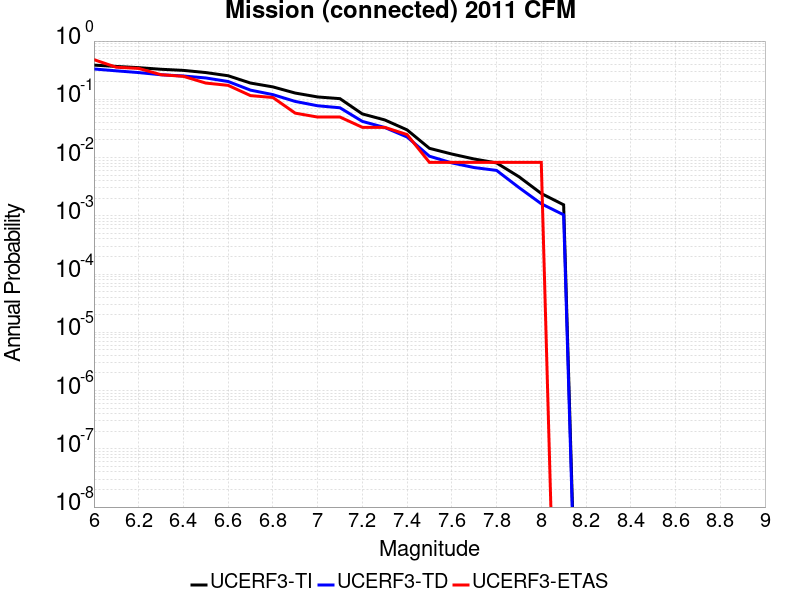 Mission (connected) 2011 CFM
10^0
10^-1
10^-2
10^-3
10^-4
10^-5
10^-6
10^-7
10^-8
Annual Probability
6 6.2 6.4 6.6 6.8 7 7.2 7.4 7.6 7.8 8 8.2 8.4 8.6 8.8 9
Magnitude
UCERF3-TI UCERF3-TD UCERF3-ETAS